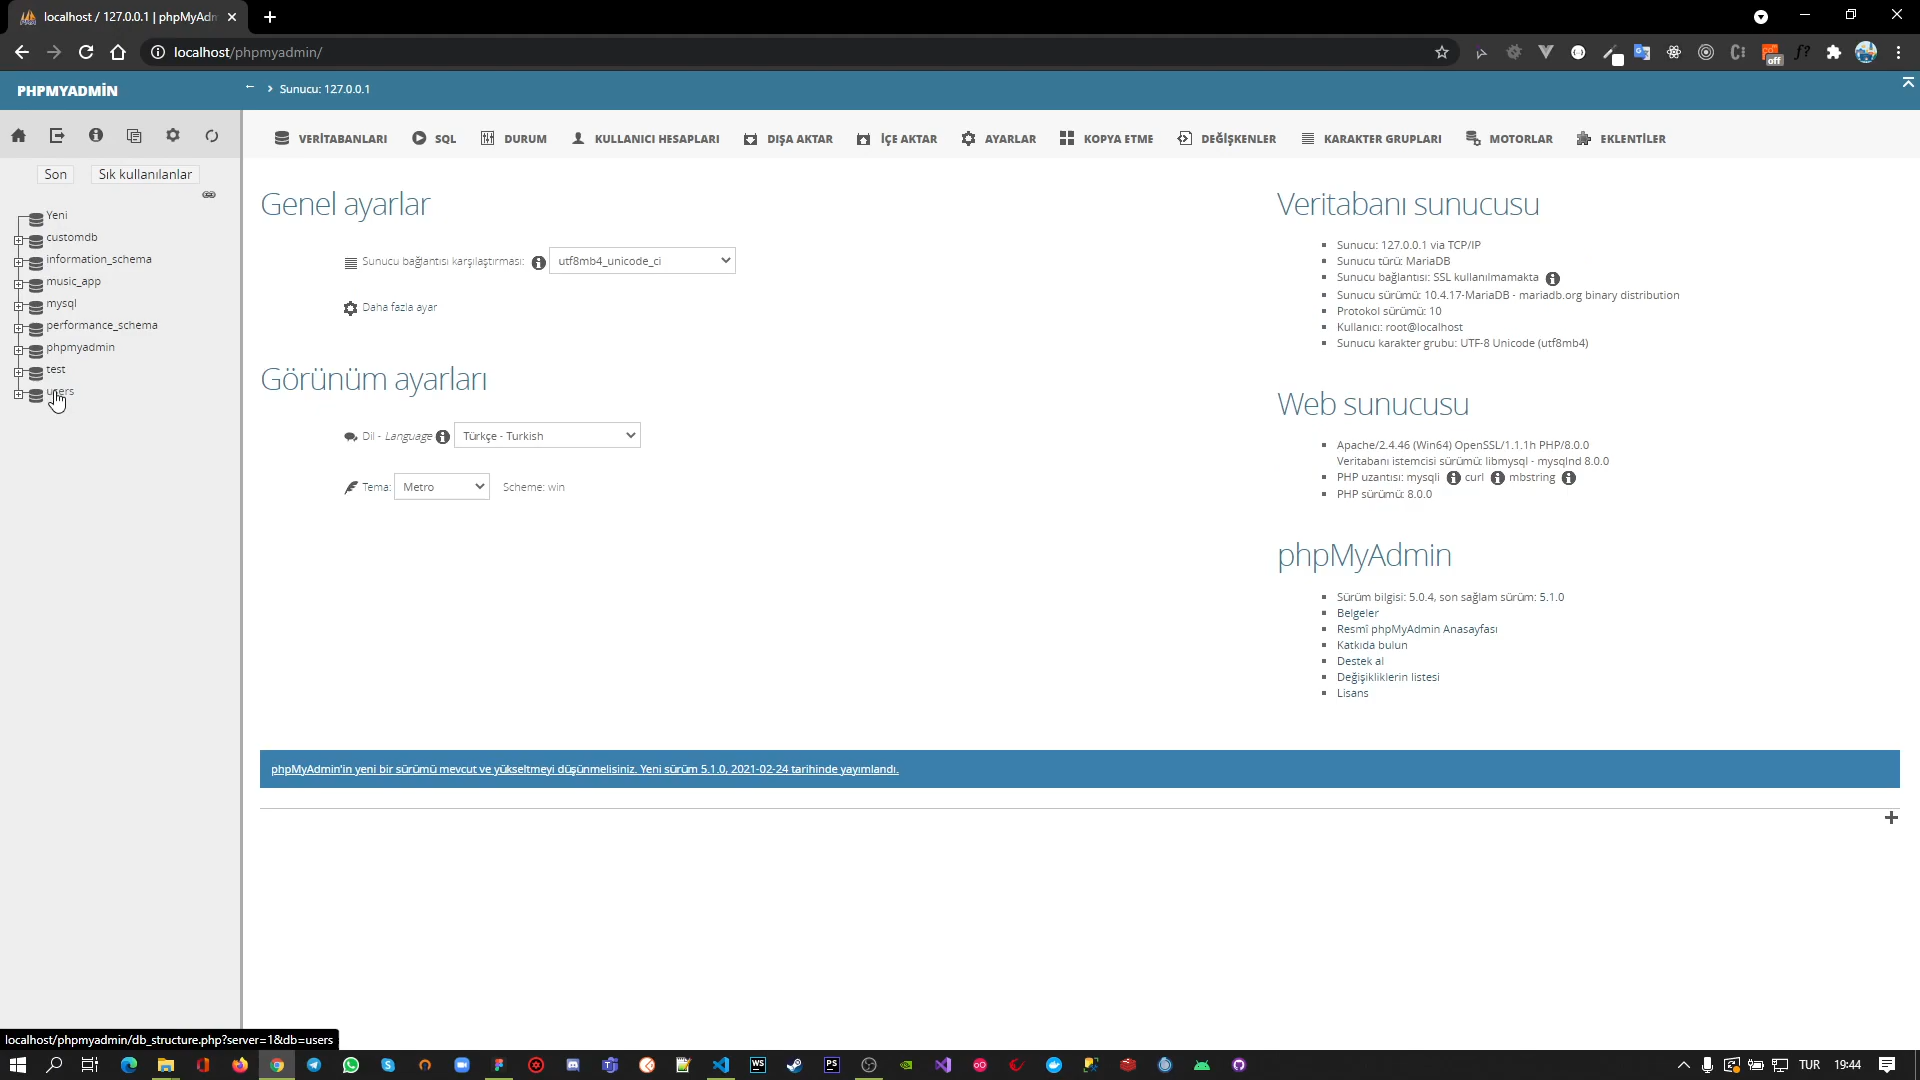 localhost / 127.0.0.1 | phpMyAdm
localhost/phpmyadmin/
PHPMYADMİN
Sunucu: 127.0.0.1
VERİTABANLARI
SQL
DURUM
KULLANICI HESAPLARI
DIŞA AKTAR
İÇE AKTAR
AYARLAR
KOPYA ETME
DEĞİŞKENLER
KARAKTER GRUPLARI
MOTORLAR
EKLENTİLER
Son
Sık kullanılanlar
Yeni
customdb
information_schema
music_app
mysql
performance_schema
phpmyadmin
test
users
Genel ayarlar
Sunucu bağlantısı karşılaştırması:
utf8mb4_unicode_ci
Daha fazla ayar
Görünüm ayarları
Dil - Language
Türkçe - Turkish
Tema:
Metro
Scheme: win
Veritabanı sunucusu
Sunucu: 127.0.0.1 via TCP/IP
Sunucu türü: MariaDB
Sunucu bağlantısı: SSL kullanılmamakta
Sunucu sürümü: 10.4.17-MariaDB - mariadb.org binary distribution
Protokol sürümü: 10
Kullanıcı: root@localhost
Sunucu karakter grubu: UTF-8 Unicode (utf8mb4)
Web sunucusu
Apache/2.4.46 (Win64) OpenSSL/1.1.1h PHP/8.0.0
Veritabanı istemcisi sürümü: libmysql - mysqlnd 8.0.0
PHP uzantısı: mysqli curl mbstring
PHP sürümü: 8.0.0
phpMyAdmin
Sürüm bilgisi: 5.0.4, son sağlam sürüm: 5.1.0
Belgeler
Resmî phpMyAdmin Anasayfası
Katkıda bulun
Destek al
Değişikliklerin listesi
Lisans
phpMyAdmin'in yeni bir sürümü mevcut ve yükseltmeyi düşünmelisiniz. Yeni sürüm 5.1.0, 2021-02-24 tarihinde yayımlandı.
localhost/phpmyadmin/db_structure.php?server=1&db=users
off
WS
PS
TUR
19:44